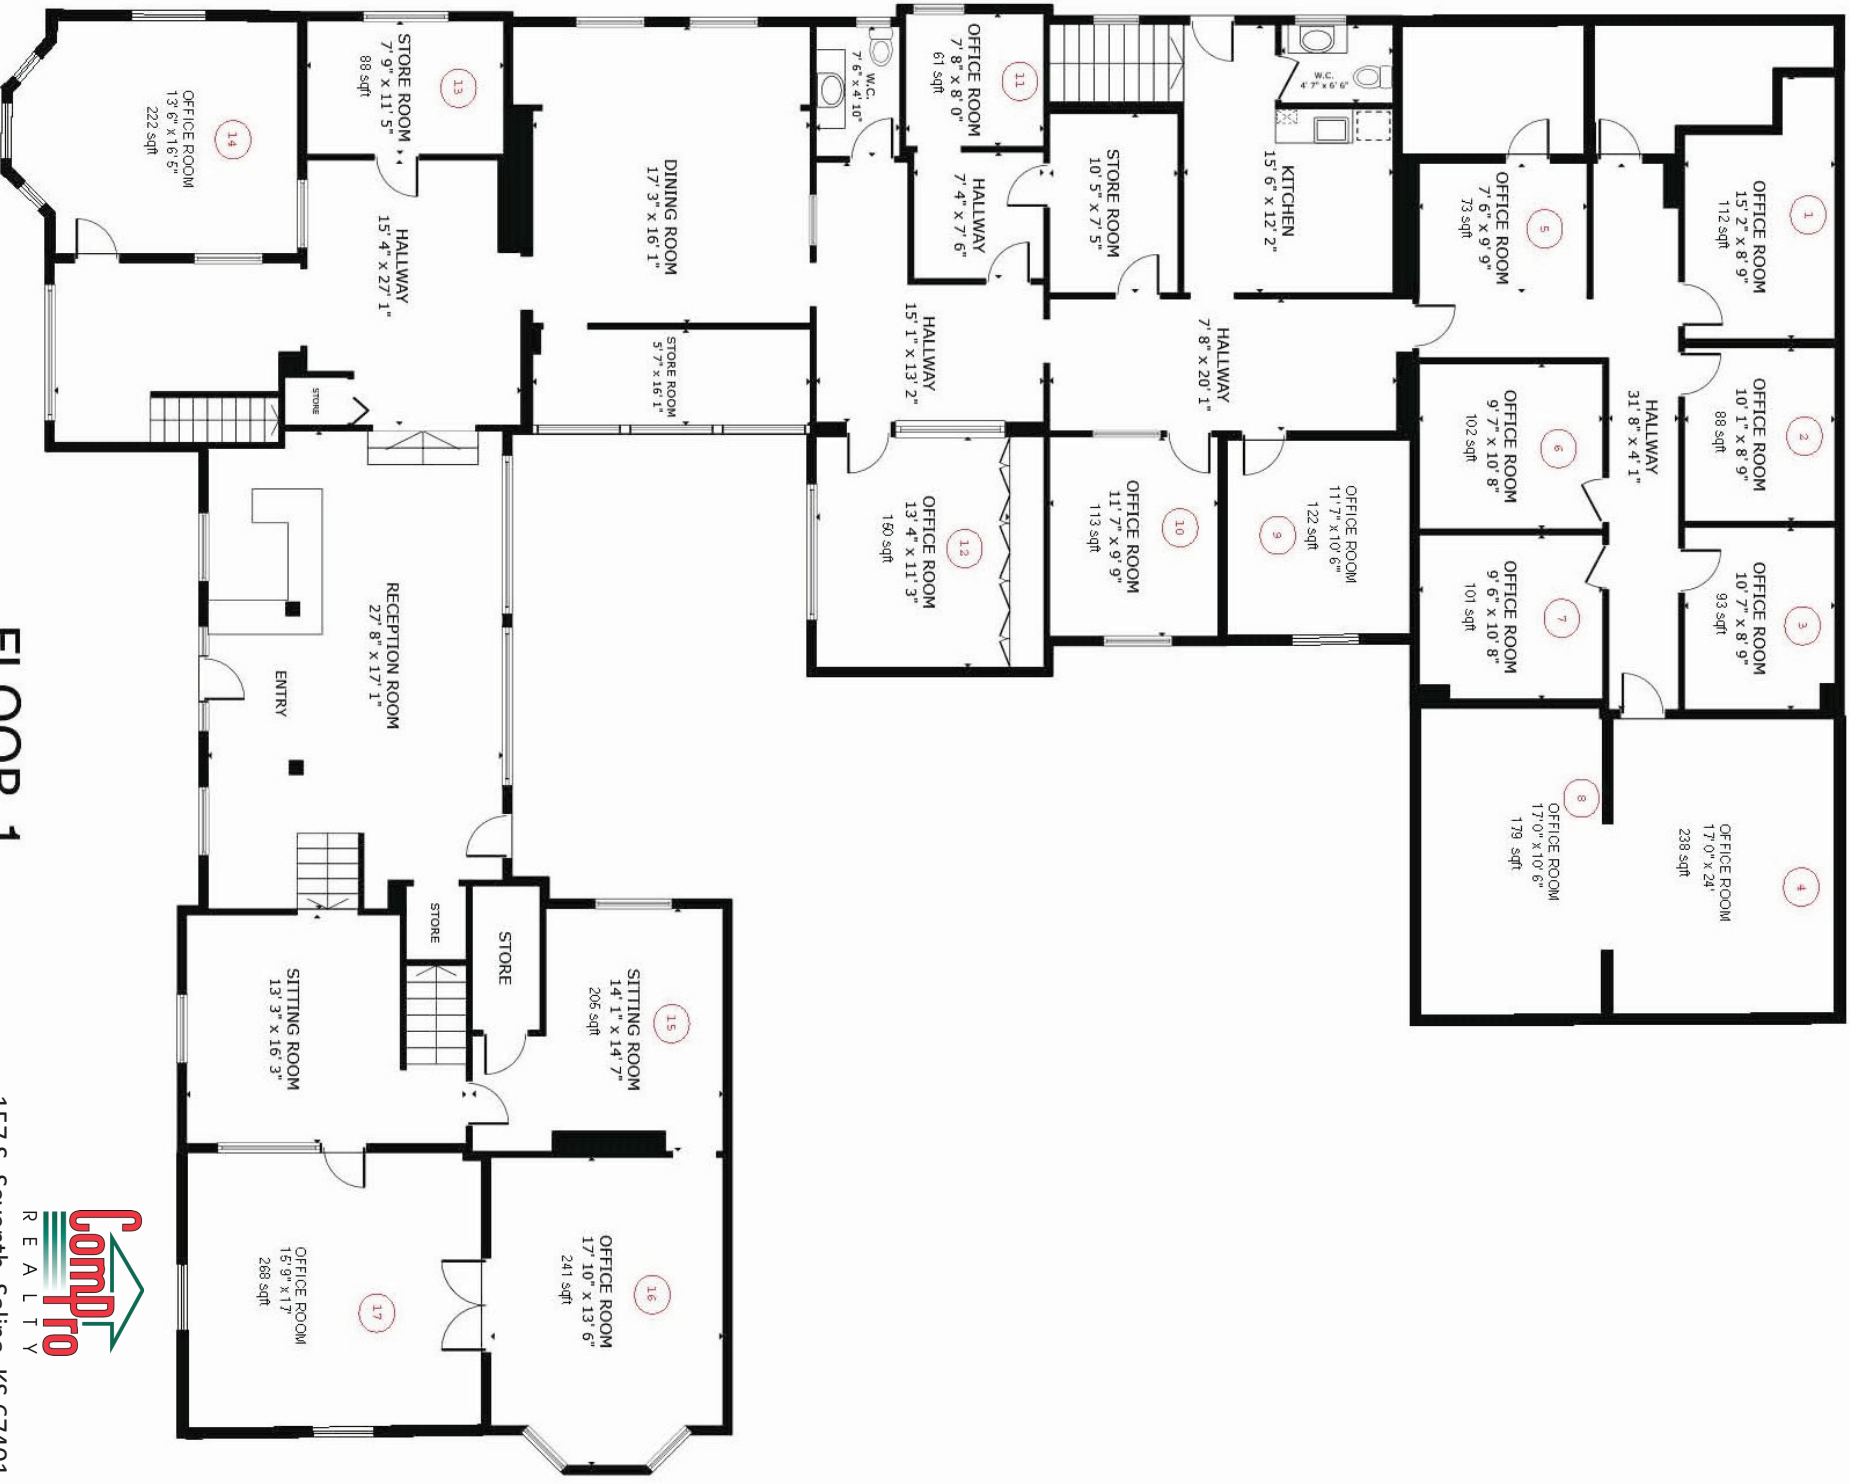 1
OFFICE ROOM
15' 2" x 8' 9"
112 sqft
2
OFFICE ROOM
10' 1" x 8' 9"
88 sqft
3
OFFICE ROOM
10' 7" x 8' 9"
93 sqft
4
OFFICE ROOM
17' 0" x 24'
238 sqft
HALLWAY
31' 8" x 4' 1"
5
OFFICE ROOM
7' 6" x 9' 9"
73 sqft
6
OFFICE ROOM
9' 7" x 10' 8"
102 sqft
7
OFFICE ROOM
9' 6" x 10' 8"
101 sqft
8
OFFICE ROOM
17' 0" x 10' 6"
179 sqft
W.C.
4' 7" x 6' 6"
KITCHEN
15' 6" x 12' 2"
HALLWAY
7' 8" x 20' 1"
OFFICE ROOM
11' 7" x 10' 6"
122 sqft
9
STORE ROOM
10' 5" x 7' 5"
10
OFFICE ROOM
11' 7" x 9' 9"
113 sqft
11
OFFICE ROOM
7' 8" x 8' 0"
61 sqft
HALLWAY
7' 4" x 7' 6"
HALLWAY
15' 1" x 13' 2"
12
OFFICE ROOM
13' 4" x 11' 3"
150 sqft
W.C.
7' 6" x 4' 10"
DINING ROOM
17' 3" x 16' 1"
STORE ROOM
5' 7" x 16' 1"
13
STORE ROOM
7' 9" x 11' 5"
88 sqft
HALLWAY
15' 4" x 27' 1"
STORE
14
OFFICE ROOM
13' 6" x 16' 5"
222 sqft
RECEPTION ROOM
27' 8" x 17' 1"
ENTRY
STORE
STORE
15
SITTING ROOM
14' 1" x 14' 7"
205 sqft
SITTING ROOM
13' 3" x 16' 3"
16
OFFICE ROOM
17' 10" x 13' 6"
241 sqft
17
OFFICE ROOM
15' 9" x 17'
268 sqft
FLOOR 1
ComPro
REALTY
157 S. Seventh, Salina, KS 67401